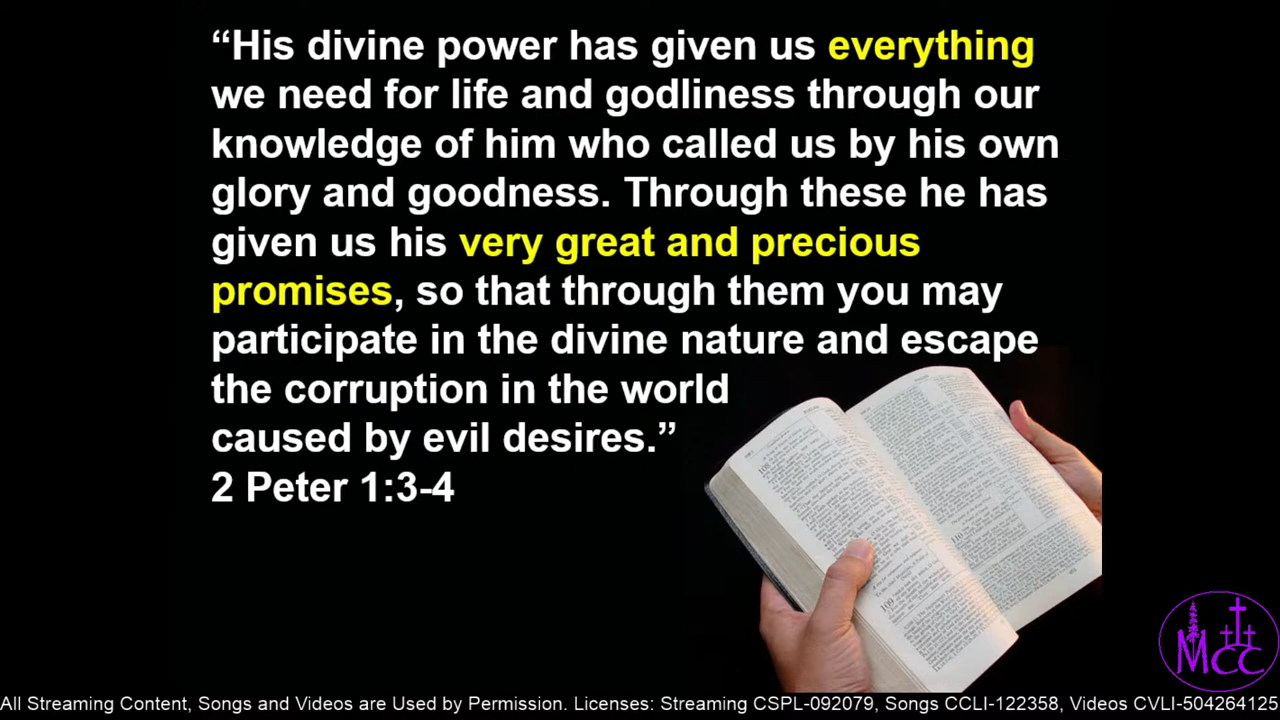 “His divine power has given us everything
we need for life and godliness through our
knowledge of him who called us by his own
glory and goodness. Through these he has
given us his very great and precious
promises, so that through them you may
participate in the divine nature and escape
the corruption in the world
caused by evil desires.”
2 Peter 1:3-4
108
109
110
MCC
All Streaming Content, Songs and Videos are Used by Permission. Licenses: Streaming CSPL-092079, Songs CCLI-122358, Videos CVLI-504264125